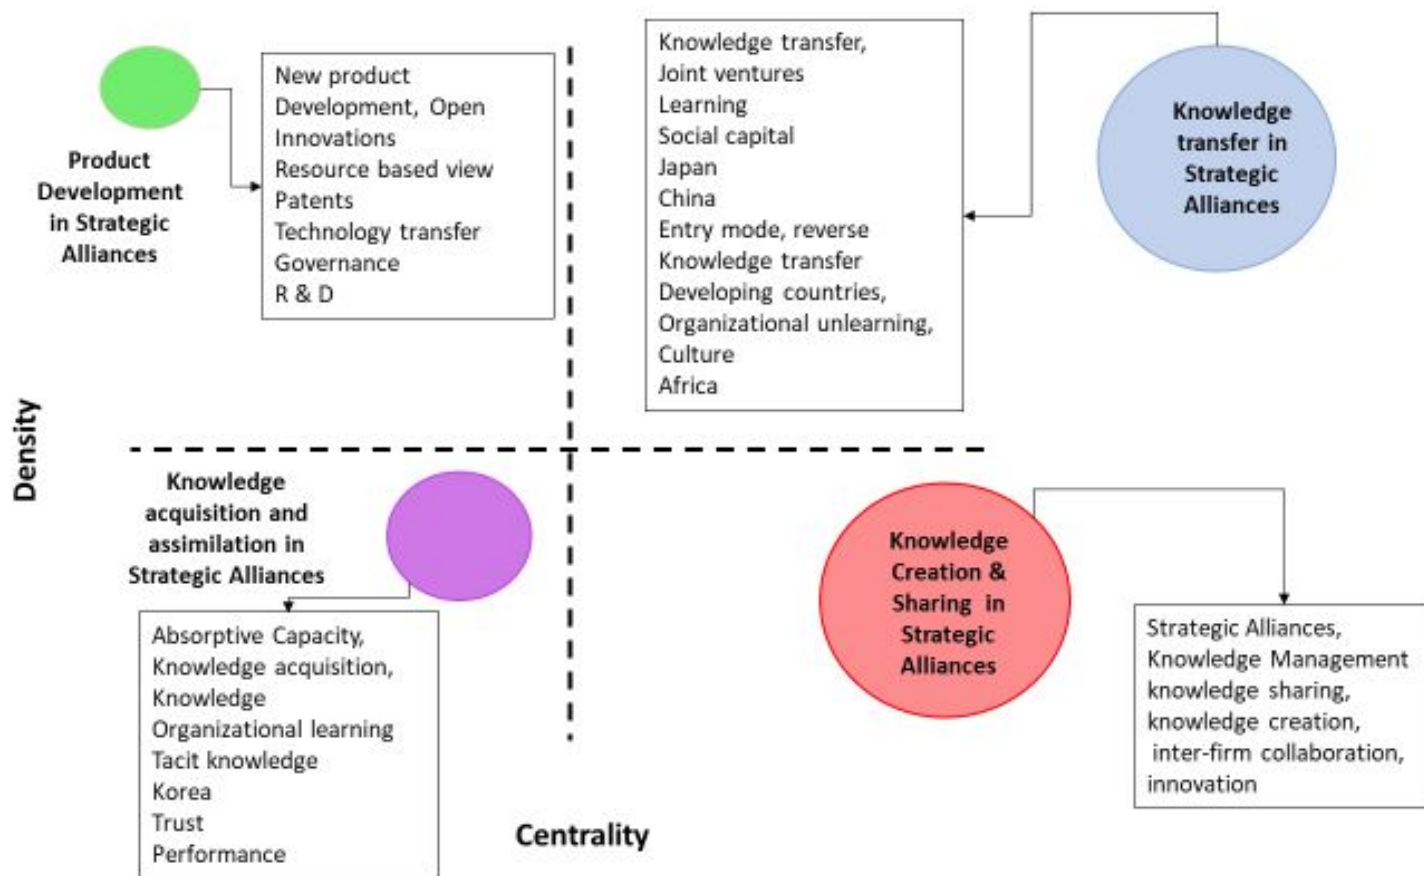 Product
Development
in Strategic
Alliances
New product
Development, Open
Innovations
Resource based view
Patents
Technology transfer
Governance
R & D
Knowledge transfer,
Joint ventures
Learning
Social capital
Japan
China
Entry mode, reverse
Knowledge transfer
Developing countries,
Organizational unlearning,
Culture
Africa
Knowledge
transfer in
Strategic
Alliances
Density
Knowledge
acquisition and
assimilation in
Strategic Alliances
Absorptive Capacity,
Knowledge acquisition,
Knowledge
Organizational learning
Tacit knowledge
Korea
Trust
Performance
Knowledge
Creation &
Sharing in
Strategic
Alliances
Strategic Alliances,
Knowledge Management
knowledge sharing,
knowledge creation,
inter-firm collaboration,
innovation
Centrality